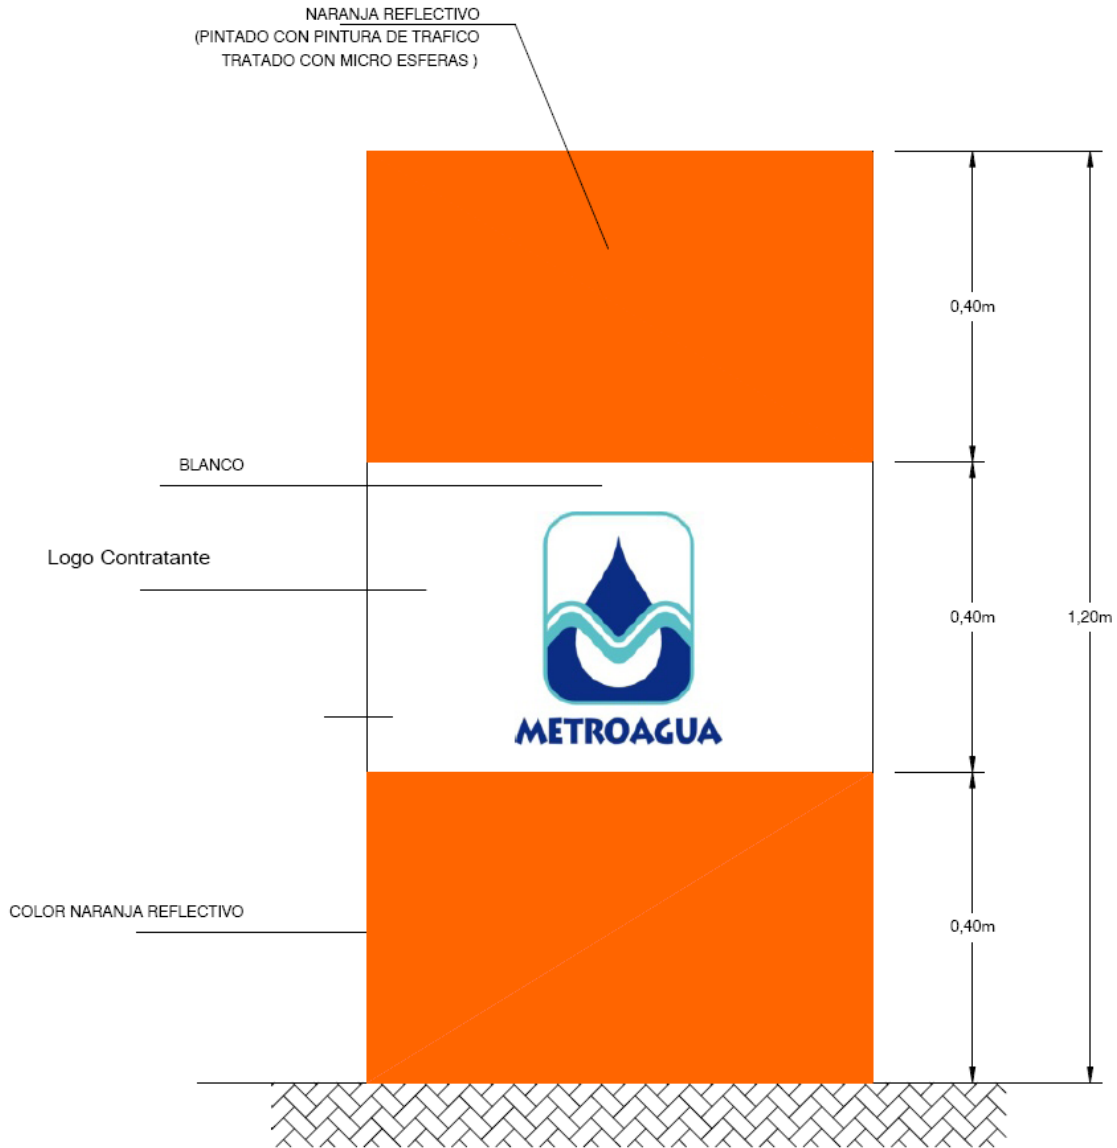 NARANJA REFLECTIVO
(PINTADO CON PINTURA DE TRAFICO
TRATADO CON MICRO ESFERAS )
0,40m
BLANCO
Logo Contratante
0,40m
1,20m
METROAGUA
COLOR NARANJA REFLECTIVO
0,40m